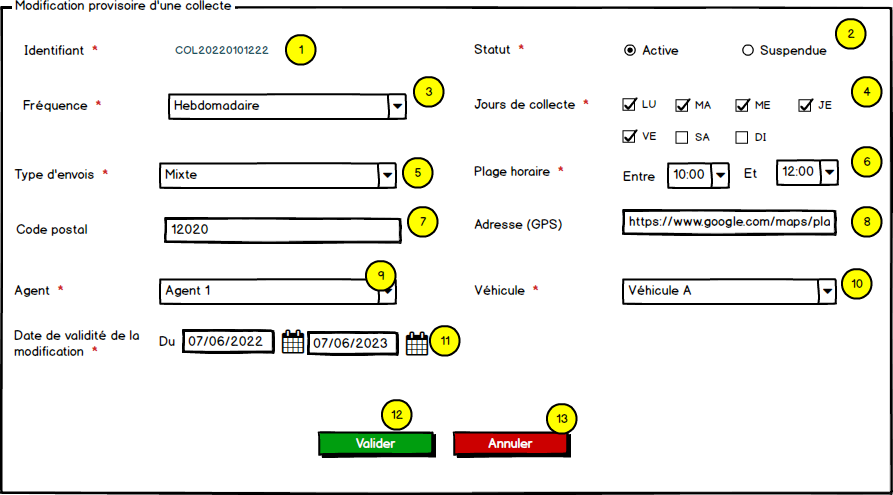 Modification provisoire d'une collecte
Identifiant * COL20220101222 1
Statut * Active Suspendue 2
Fréquence * Hebdomadaire 3
Jours de collecte * LU MA ME JE 4
VE SA DI
Type d'envois * Mixte 5
Plage horaire * Entre 10:00 Et 12:00 6
Code postal 12020 7
Adresse (GPS) https://www.google.com/maps/pla 8
Agent * Agent 1 9
Véhicule * Véhicule A 10
Date de validité de la
modification * Du 07/06/2022 07/06/2023 11
12 13
Valider Annuler